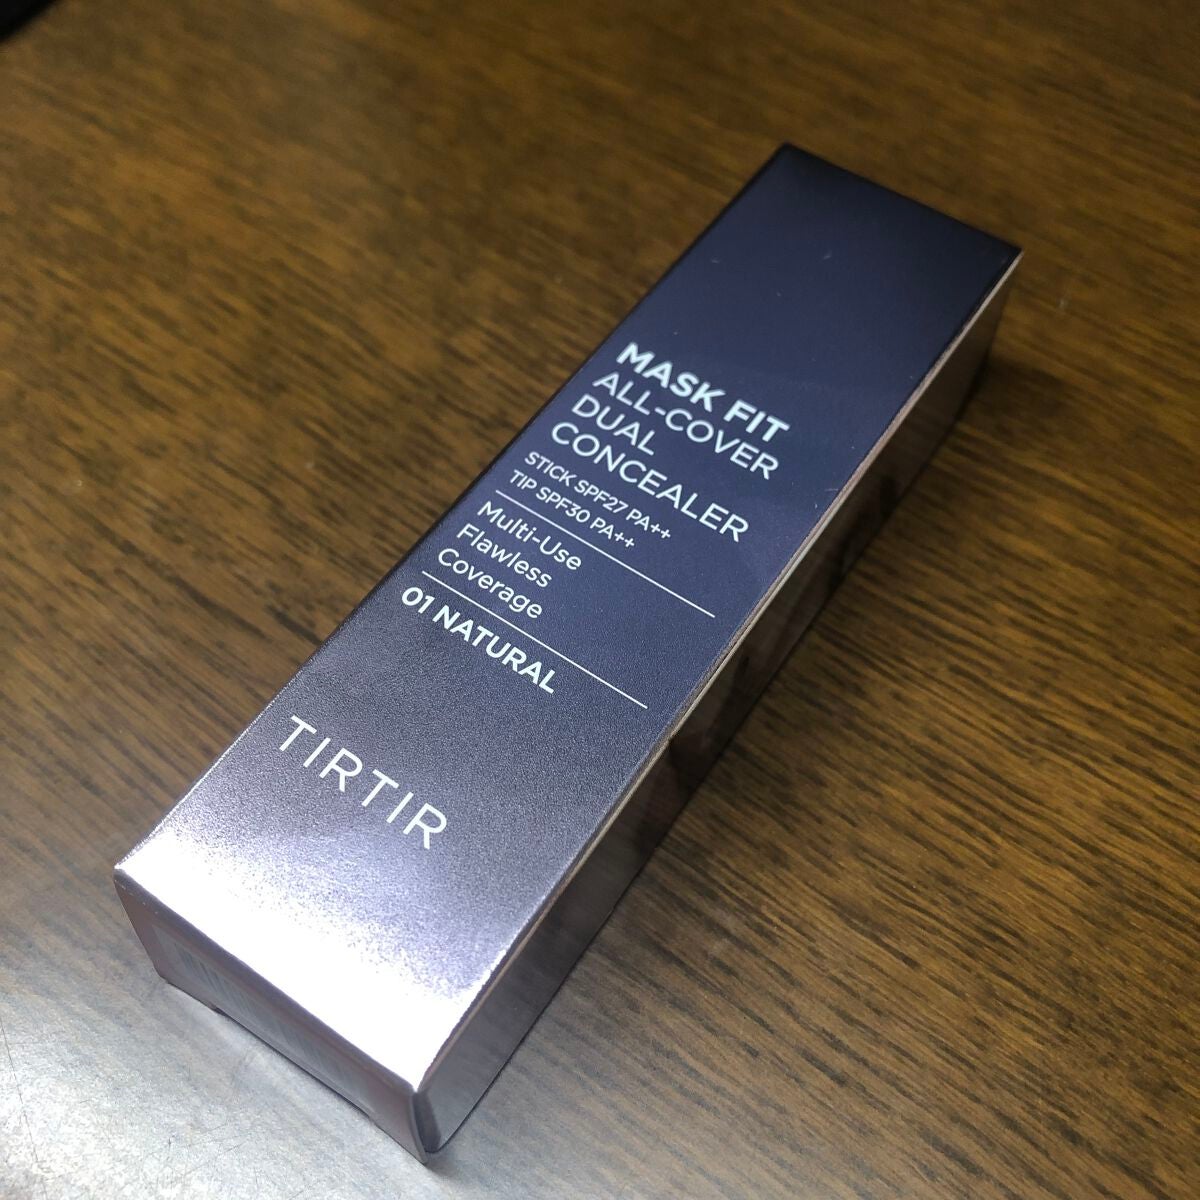 MASK FIT
ALL-COVER
DUAL
CONCEALER
STICK SPF27 PA++
TIP SPF30 PA++
Multi-Use
Flawless
Coverage
01 NATURAL
TIRTIR